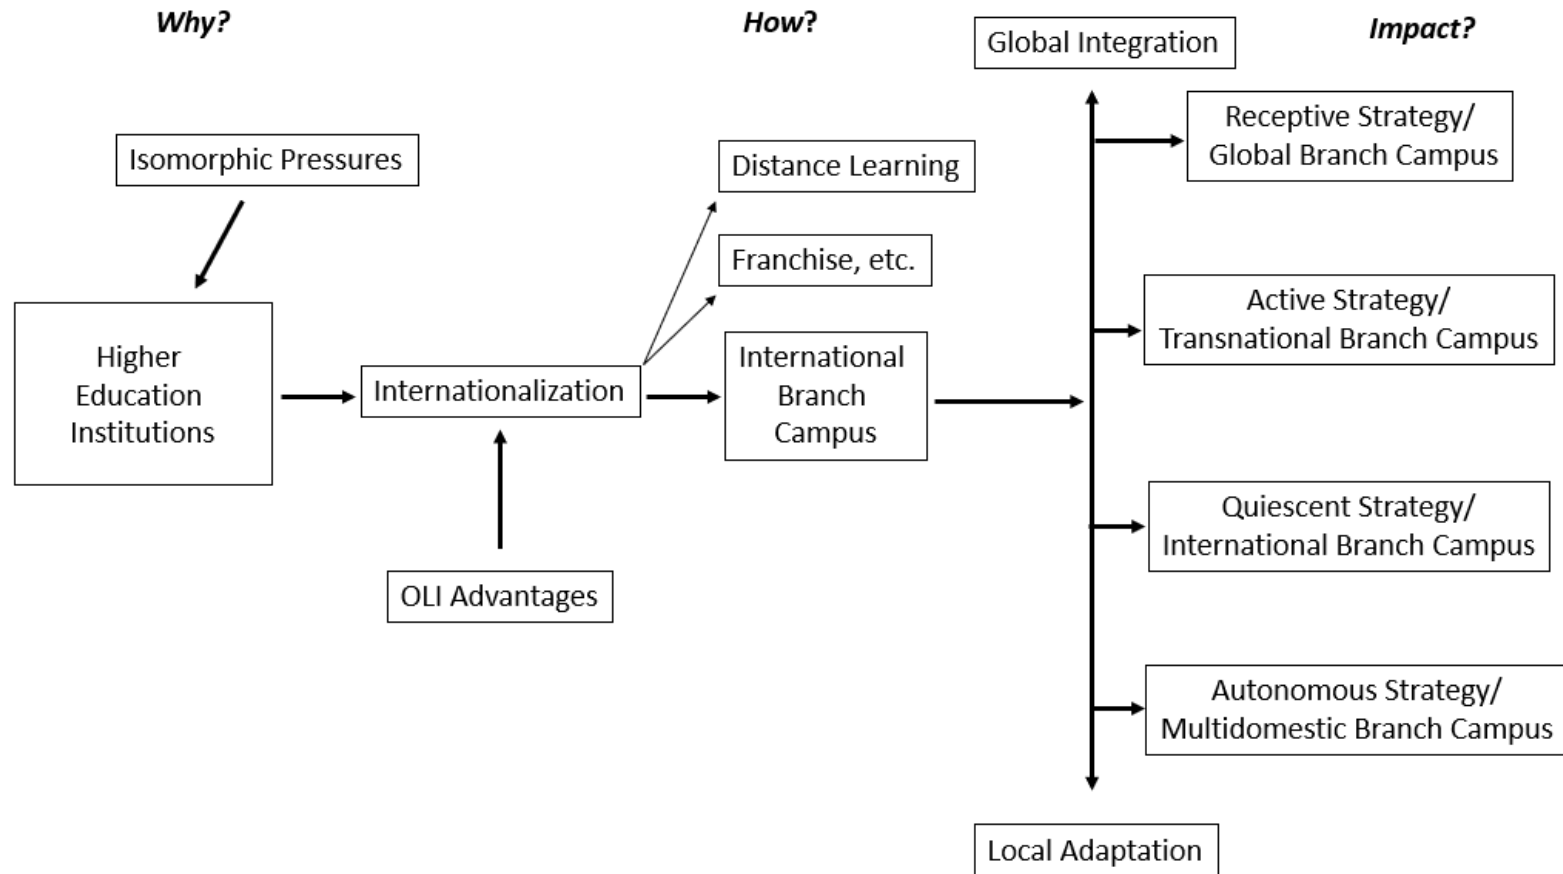 Why?
How?
Impact?
Global Integration
Isomorphic Pressures
Distance Learning
Receptive Strategy/
Global Branch Campus
Franchise, etc.
Higher
Education
Institutions
Internationalization
International
Branch
Campus
Active Strategy/
Transnational Branch Campus
OLI Advantages
Quiescent Strategy/
International Branch Campus
Autonomous Strategy/
Multidomestic Branch Campus
Local Adaptation